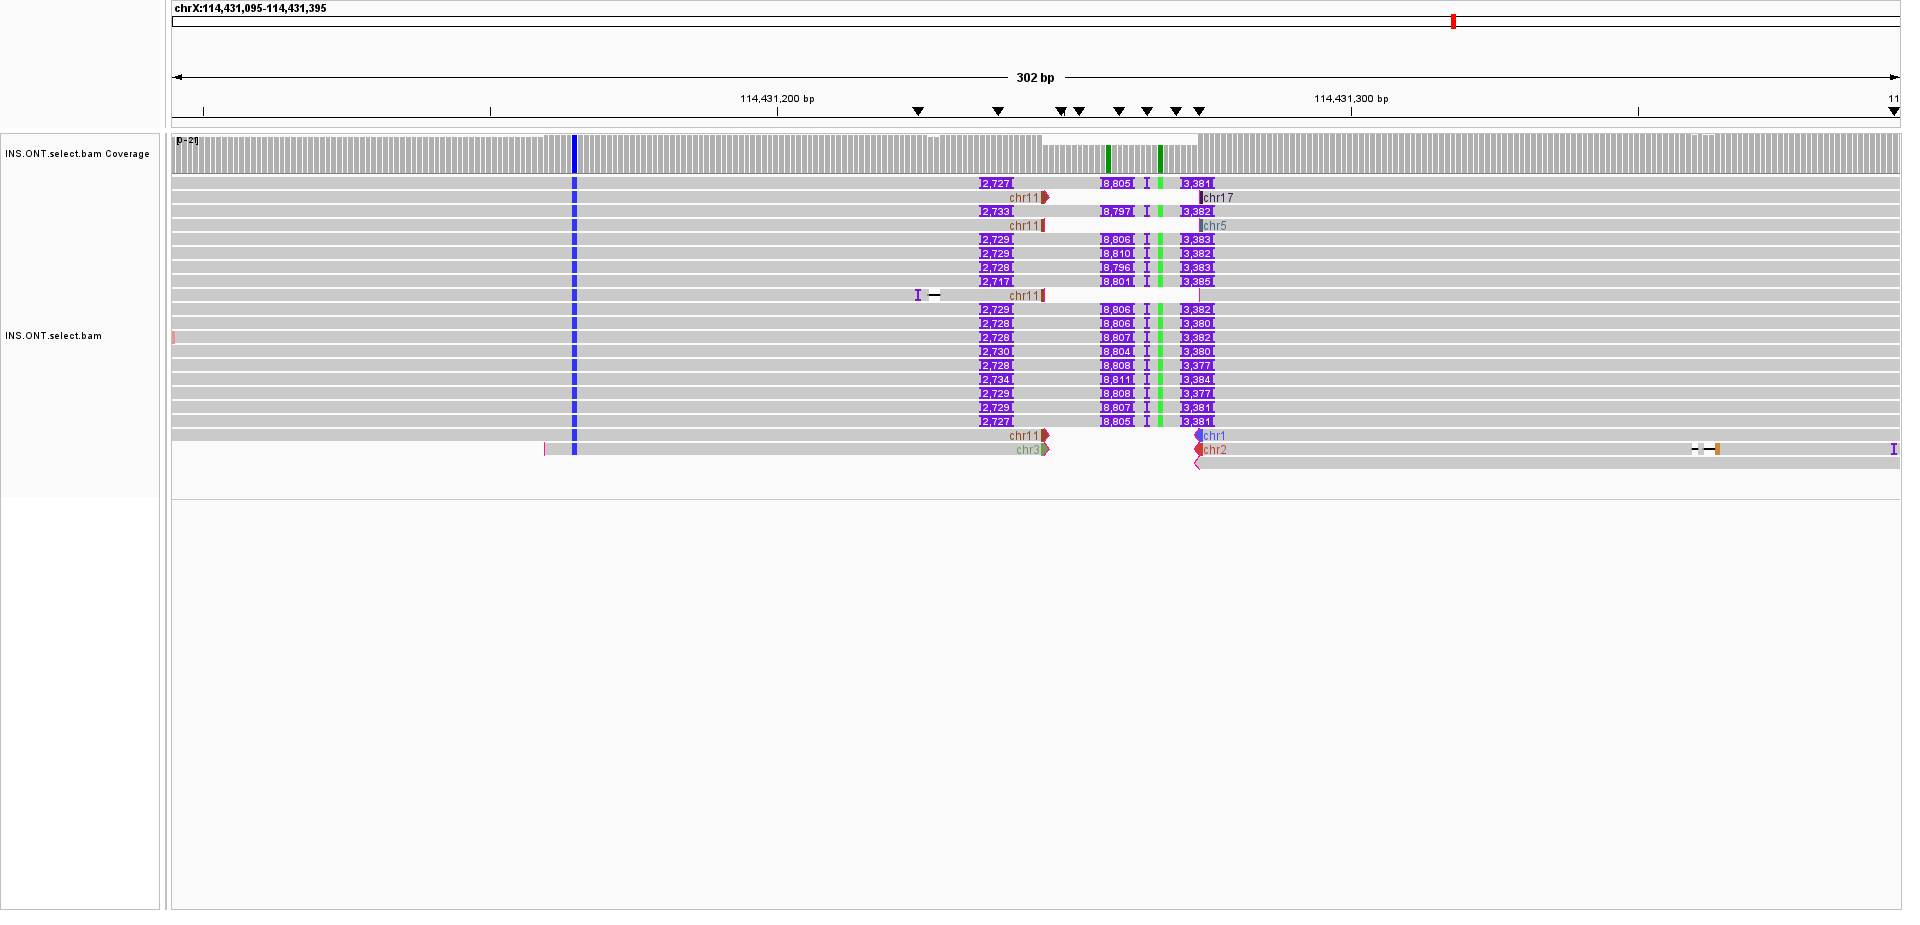 chrX:114,431,095-114,431,395
302 bp
114,431,200 bp 114,431,300 bp 11
INS.ONT.select.bam Coverage
[0 - 21]
2,727 8,805 3,381
chr11 chr17
2,733 8,797 3,382
chr11 chr5
2,729 8,806 3,383
2,729 8,810 3,382
2,728 8,796 3,383
2,717 8,801 3,385
chr11
2,729 8,806 3,382
2,728 8,806 3,380
INS.ONT.select.bam
2,728 8,807 3,382
2,730 8,804 3,380
2,728 8,808 3,377
2,734 8,811 3,384
2,729 8,808 3,377
2,729 8,807 3,381
2,727 8,805 3,381
chr11 chr1
chr3 chr2